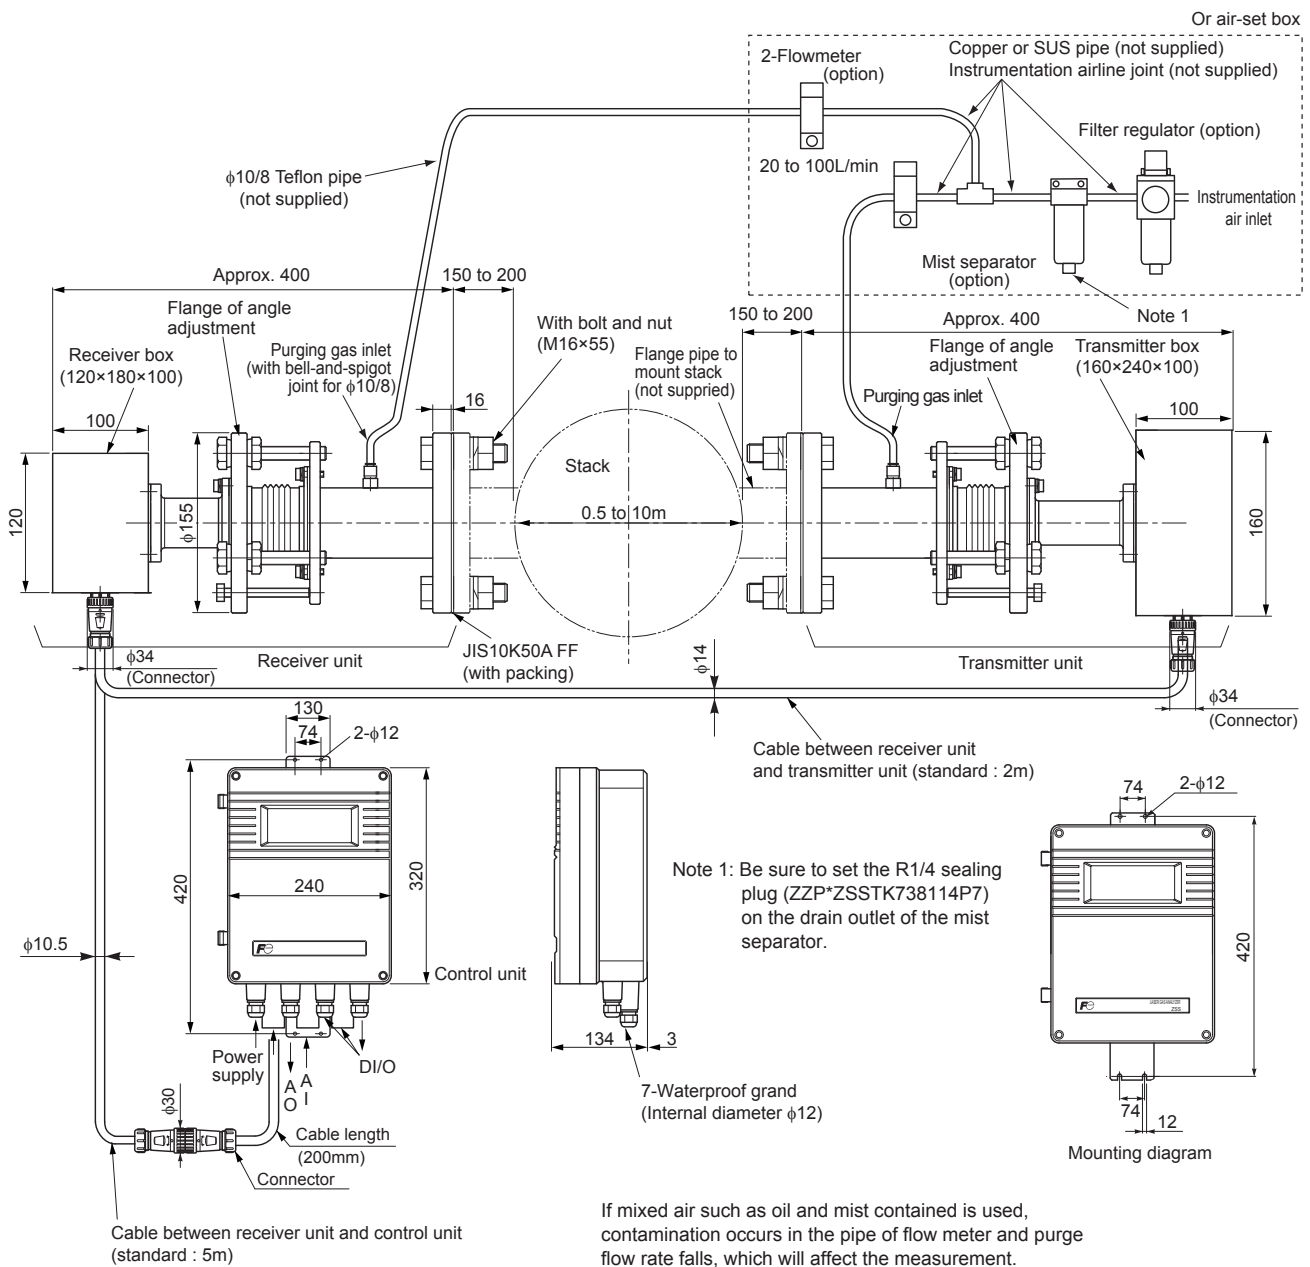 Or air-set box
2-Flowmeter
(option)
Copper or SUS pipe (not supplied)
Instrumentation airline joint (not supplied)
Filter regulator (option)
20 to 100L/min
Instrumentation
air inlet
Mist separator
(option)
Note 1
φ10/8 Teflon pipe
(not supplied)
Approx. 400
150 to 200
Flange of angle
adjustment
Receiver box
(120×180×100)
Purging gas inlet
(with bell-and-spigot
joint for φ10/8)
With bolt and nut
(M16×55)
16
100
120
φ155
Stack
0.5 to 10m
150 to 200
Approx. 400
Flange pipe to
mount stack
(not suppried)
Purging gas inlet
Flange of angle
adjustment
Transmitter box
(160×240×100)
100
160
Receiver unit
JIS10K50A FF
(with packing)
Transmitter unit
φ34
(Connector)
φ14
φ34
(Connector)
Cable between receiver unit
and transmitter unit (standard : 2m)
130
74
2-φ12
420
240
320
φ10.5
Control unit
Power
supply
AO
AI
DI/O
φ30
Cable length
(200mm)
Connector
Cable between receiver unit and control unit
(standard : 5m)
134
3
7-Waterproof grand
(Internal diameter φ12)
Note 1: Be sure to set the R1/4 sealing
plug (ZZP*ZSSTK738114P7)
on the drain outlet of the mist
separator.
74
2-φ12
LASER GAS ANALYZER
ZSS
420
74
12
Mounting diagram
If mixed air such as oil and mist contained is used,
contamination occurs in the pipe of flow meter and purge
flow rate falls, which will affect the measurement.